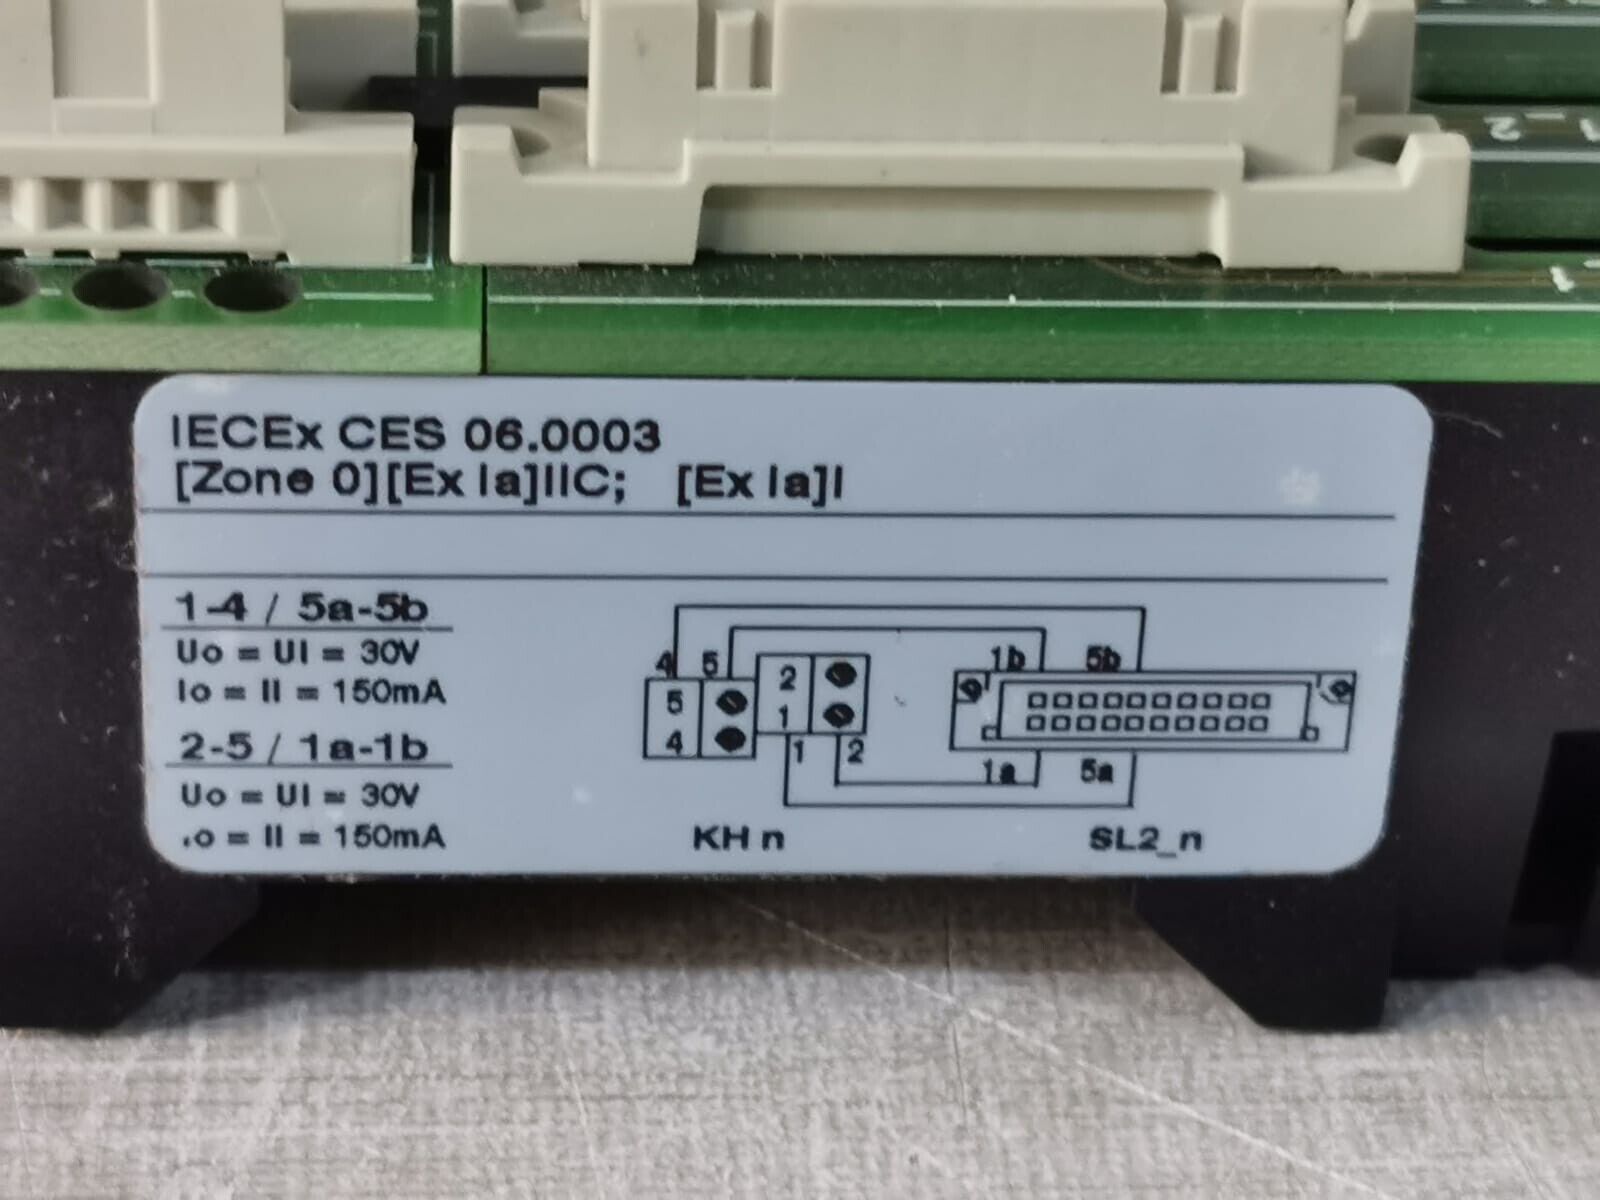 IECEx CES 06.0003
[Zone 0][Ex ia]IIC; [Ex ia]I
1-4 / 5a-5b
Uo = Ui = 30V
Io = Ii = 150mA
2-5 / 1a-1b
Uo = Ui = 30V
.o = Ii = 150mA
4 5
2
5
1
4
1 2
1b 5b
1a 5a
KH n
SL2_n